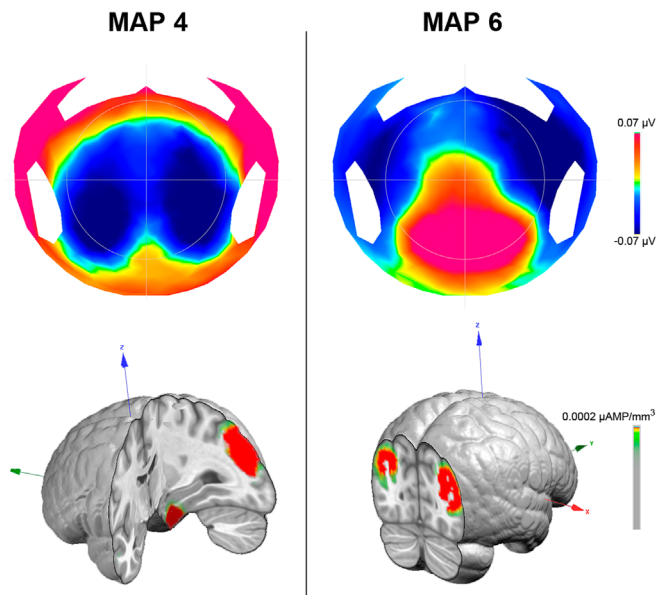 MAP 4
MAP 6
0.07 µV
-0.07 µV
Z
Z
0.0002 µAMP/mm³
Y
X